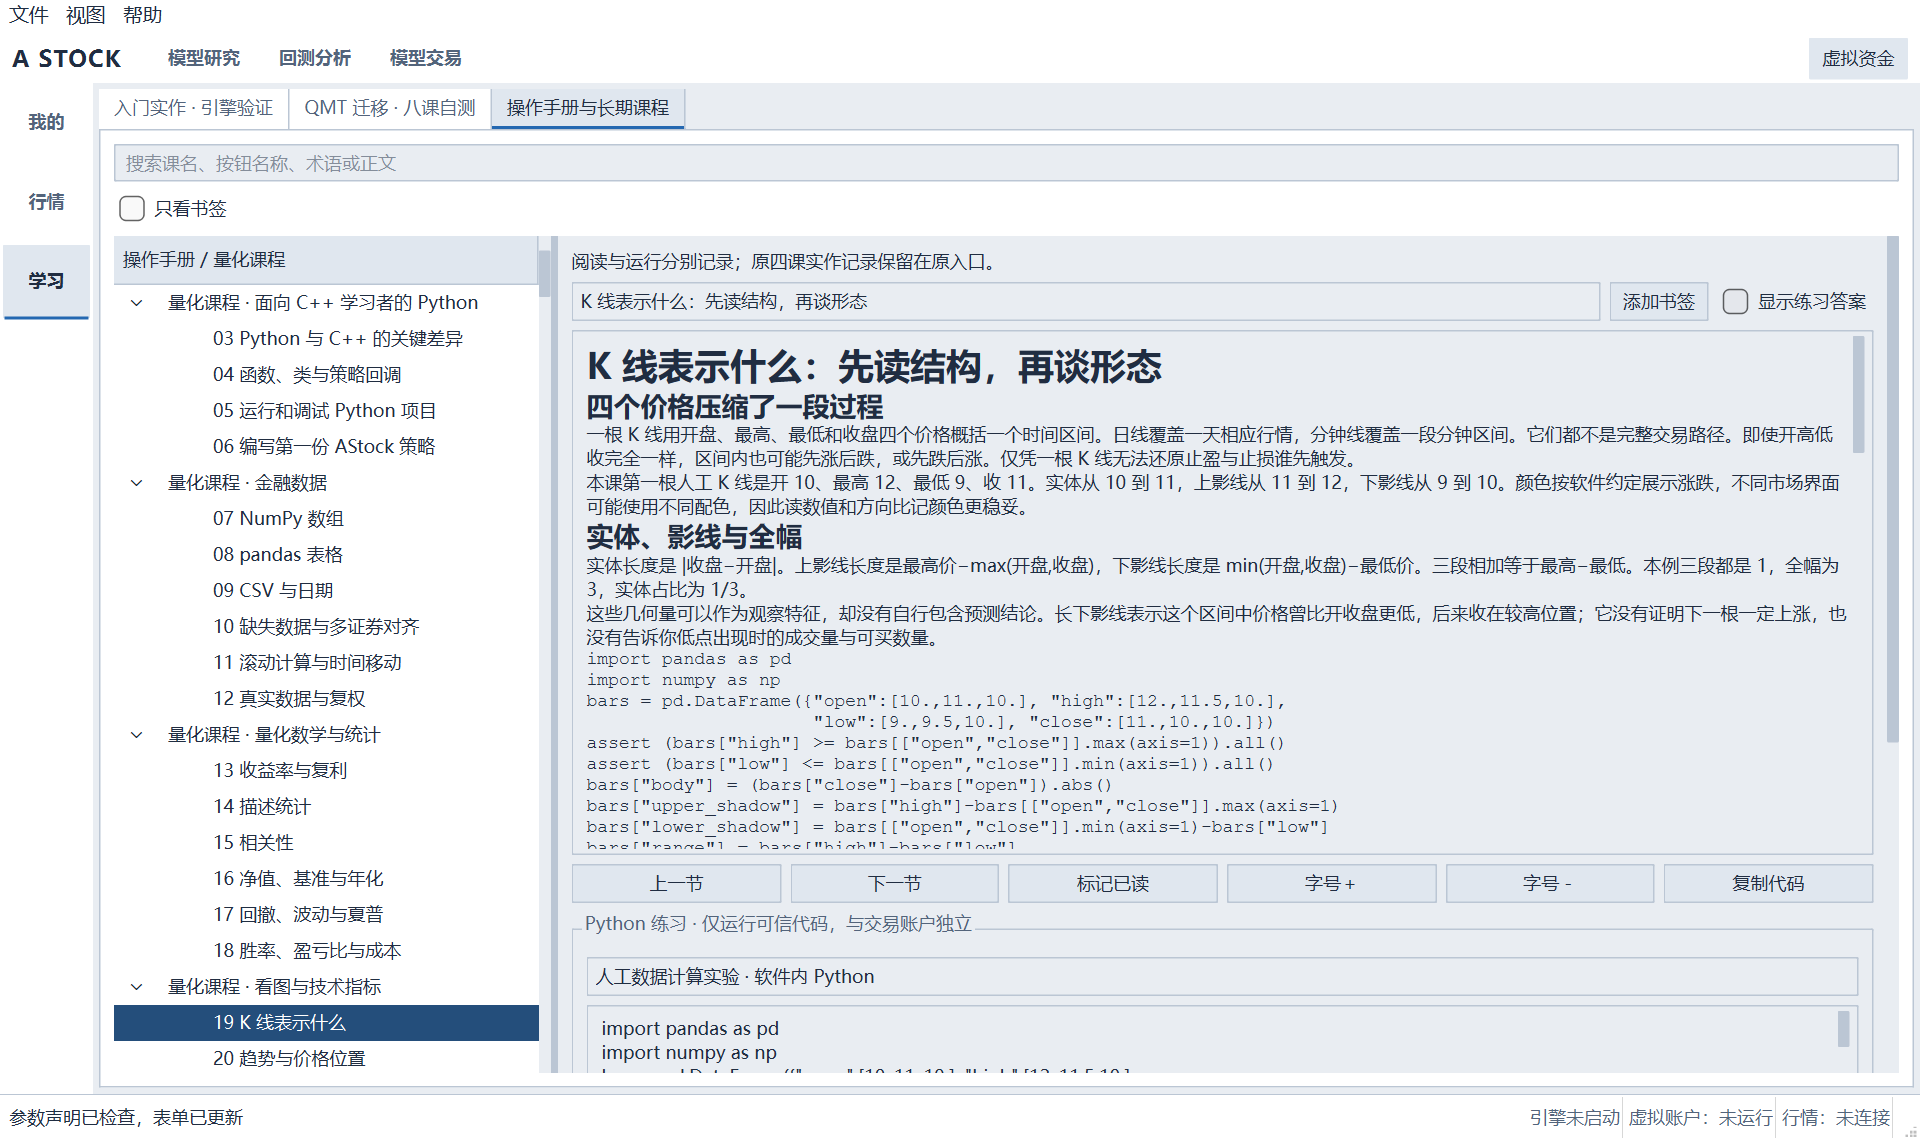 文件 视图 帮助
A STOCK 模型研究 回测分析 模型交易 虚拟资金
我的
行情
学习
入门实作 · 引擎验证 QMT 迁移 · 八课自测 操作手册与长期课程
搜索课名、按钮名称、术语或正文
只看书签
操作手册 / 量化课程
量化课程 · 面向 C++ 学习者的 Python
03 Python 与 C++ 的关键差异
04 函数、类与策略回调
05 运行和调试 Python 项目
06 编写第一份 AStock 策略
量化课程 · 金融数据
07 NumPy 数组
08 pandas 表格
09 CSV 与日期
10 缺失数据与多证券对齐
11 滚动计算与时间移动
12 真实数据与复权
量化课程 · 量化数学与统计
13 收益率与复利
14 描述统计
15 相关性
16 净值、基准与年化
17 回撤、波动与夏普
18 胜率、盈亏比与成本
量化课程 · 看图与技术指标
19 K 线表示什么
20 趋势与价格位置
阅读与运行分别记录；原四课实作记录保留在原入口。
K 线表示什么：先读结构，再谈形态 添加书签 显示练习答案
K 线表示什么：先读结构，再谈形态
四个价格压缩了一段过程
一根 K 线用开盘、最高、最低和收盘四个价格概括一个时间区间。日线覆盖一天相应行情，分钟线覆盖一段分钟区间。它们都不是完整交易路径。即使开高低
收完全一样，区间内也可能先涨后跌，或先跌后涨。仅凭一根 K 线无法还原止盈与止损谁先触发。
本课第一根人工 K 线是开 10、最高 12、最低 9、收 11。实体从 10 到 11，上影线从 11 到 12，下影线从 9 到 10。颜色按软件约定展示涨跌，不同市场界面
可能使用不同配色，因此读数值和方向比记颜色更稳妥。
实体、影线与全幅
实体长度是 |收盘−开盘|。上影线长度是最高价−max(开盘,收盘)，下影线长度是 min(开盘,收盘)−最低价。三段相加等于最高−最低。本例三段都是 1，全幅为
3，实体占比为 1/3。
这些几何量可以作为观察特征，却没有自行包含预测结论。长下影线表示这个区间中价格曾比开收盘更低，后来收在较高位置；它没有证明下一根一定上涨，也
没有告诉你低点出现时的成交量与可买数量。
import pandas as pd
import numpy as np
bars = pd.DataFrame({"open":[10.,11.,10.], "high":[12.,11.5,10.],
"low":[9.,9.5,10.], "close":[11.,10.,10.]})
assert (bars["high"] >= bars[["open","close"]].max(axis=1)).all()
assert (bars["low"] <= bars[["open","close"]].min(axis=1)).all()
bars["body"] = (bars["close"]-bars["open"]).abs()
bars["upper_shadow"] = bars["high"]-bars[["open","close"]].max(axis=1)
bars["lower_shadow"] = bars[["open","close"]].min(axis=1)-bars["low"]
bars["range"] = bars["high"]-bars["low"]
上一节 下一节 标记已读 字号 + 字号 - 复制代码
Python 练习 · 仅运行可信代码，与交易账户独立
人工数据计算实验 · 软件内 Python
import pandas as pd
import numpy as np
参数声明已检查，表单已更新 引擎未启动 虚拟账户：未运行 行情：未连接